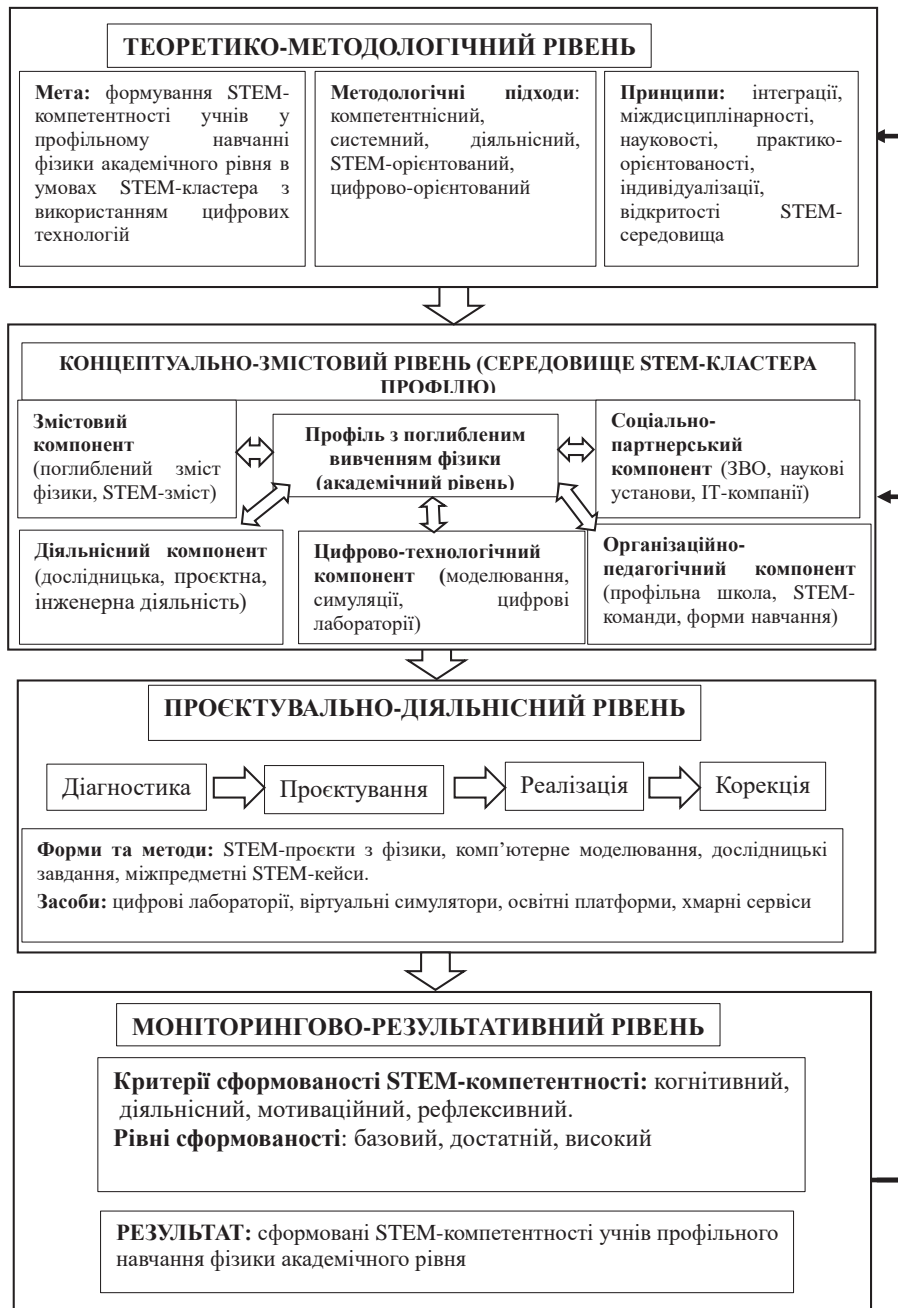 ТЕОРЕТИКО-МЕТОДОЛОГІЧНИЙ РІВЕНЬ
Мета: формування STEM-
компетентності учнів у
профільному навчанні
фізики академічного рівня в
умовах STEM-кластера з
використанням цифрових
технологій
Методологічні підходи:
компетентнісний,
системний, діяльнісний,
STEM-орієнтований,
цифрово-орієнтований
Принципи: інтеграції,
міждисциплінарності,
науковості, практико-
орієнтованості,
індивідуалізації,
відкритості STEM-
середовища
КОНЦЕПТУАЛЬНО-ЗМІСТОВИЙ РІВЕНЬ (СЕРЕДОВИЩЕ STEM-КЛАСТЕРА
ПРОФІЛЮ)
Змістовий
компонент
(поглиблений зміст
фізики, STEM-зміст)
Профіль з поглибленим
вивченням фізики
(академічний рівень)
Соціально-
партнерський
компонент (ЗВО, наукові
установи, ІТ-компанії)
Діяльнісний компонент
(дослідницька, проєктна,
інженерна діяльність)
Цифрово-технологічний
компонент (моделювання,
симуляції, цифрові
лабораторії)
Організаційно-
педагогічний компонент
(профільна школа, STEM-
команди, форми навчання)
ПРОЄКТУВАЛЬНО-ДІЯЛЬНІСНИЙ РІВЕНЬ
Діагностика
Проєктування
Реалізація
Корекція
Форми та методи: STEM-проєкти з фізики, комп’ютерне моделювання, дослідницькі
завдання, міжпредметні STEM-кейси.
Засоби: цифрові лабораторії, віртуальні симулятори, освітні платформи, хмарні сервіси
МОНІТОРИНГОВО-РЕЗУЛЬТАТИВНИЙ РІВЕНЬ
Критерії сформованості STEM-компетентності: когнітивний,
діяльнісний, мотиваційний, рефлексивний.
Рівні сформованості: базовий, достатній, високий
РЕЗУЛЬТАТ: сформовані STEM-компетентності учнів профільного
навчання фізики академічного рівня